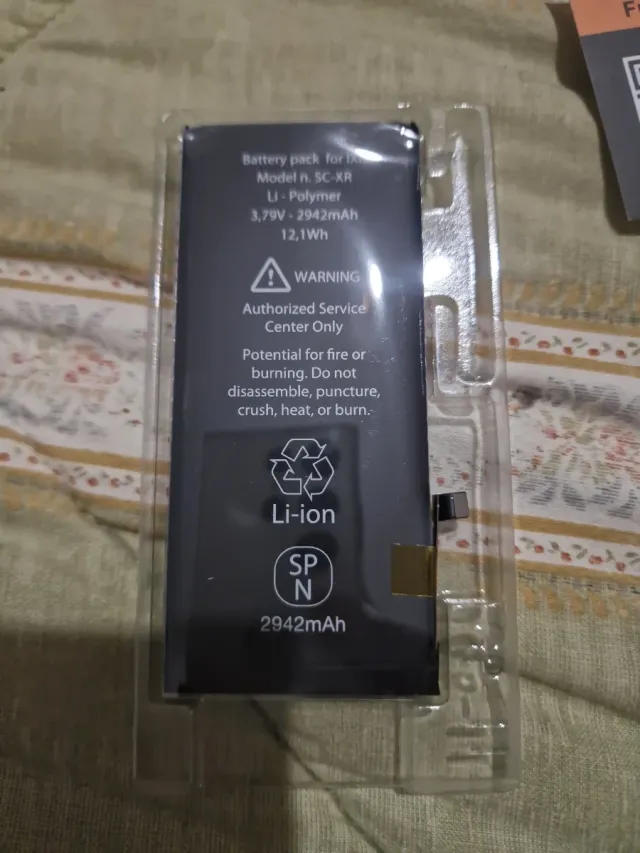 Battery pack for
Model n. SC-XR
Li - Polymer
3,79V - 2942mAh
12,1Wh
WARNING
Authorized Service
Center Only
Potential for fire or
burning. Do not
disassemble, puncture,
crush, heat, or burn.
Li-ion
SP
N
2942mAh